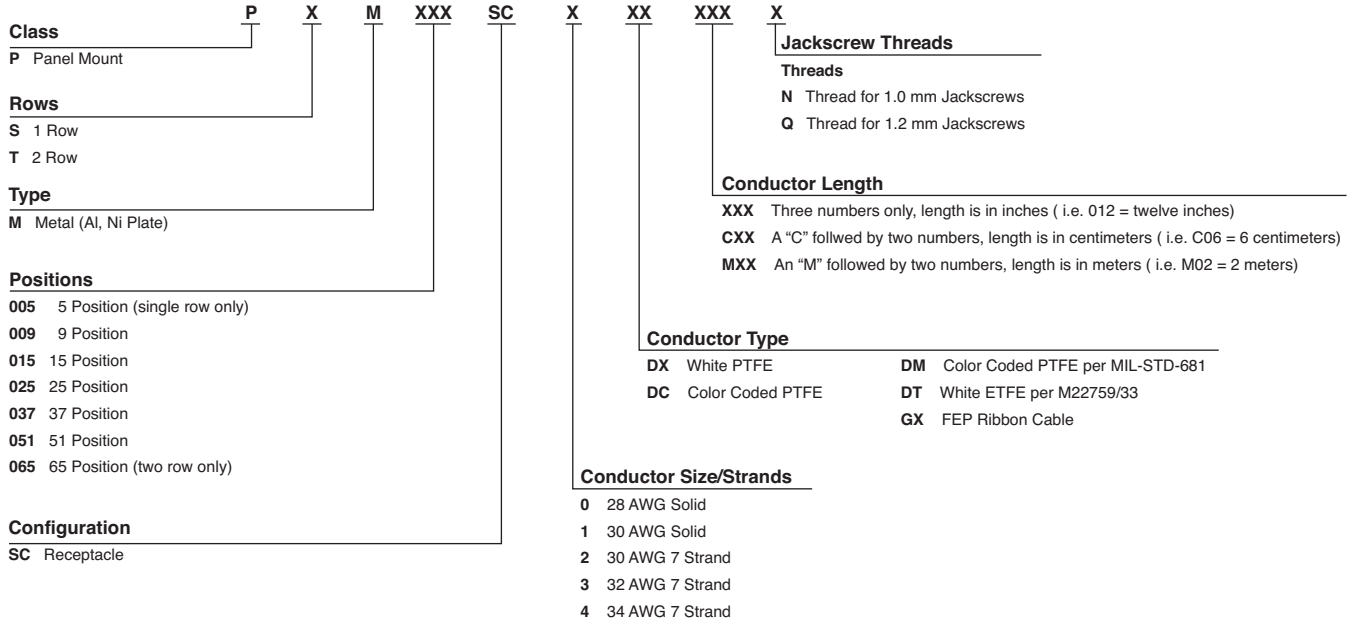 P X M XXX SC X XX XXX X
Class
P Panel Mount
Rows
S 1 Row
T 2 Row
Type
M Metal (Al, Ni Plate)
Positions
005 5 Position (single row only)
009 9 Position
015 15 Position
025 25 Position
037 37 Position
051 51 Position
065 65 Position (two row only)
Configuration
SC Receptacle
Jackscrew Threads
Threads
N Thread for 1.0 mm Jackscrews
Q Thread for 1.2 mm Jackscrews
Conductor Length
XXX Three numbers only, length is in inches ( i.e. 012 = twelve inches)
CXX A “C” follwed by two numbers, length is in centimeters ( i.e. C06 = 6 centimeters)
MXX An “M” followed by two numbers, length is in meters ( i.e. M02 = 2 meters)
Conductor Type
DX White PTFE
DC Color Coded PTFE
DM Color Coded PTFE per MIL-STD-681
DT White ETFE per M22759/33
GX FEP Ribbon Cable
Conductor Size/Strands
0 28 AWG Solid
1 30 AWG Solid
2 30 AWG 7 Strand
3 32 AWG 7 Strand
4 34 AWG 7 Strand